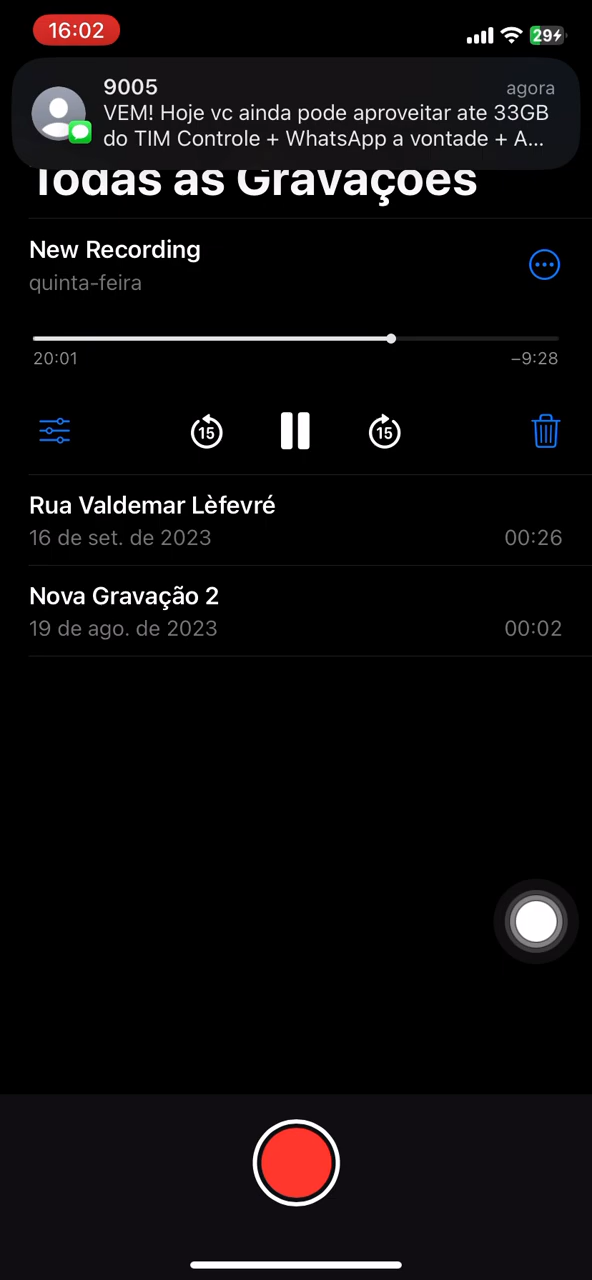 16:02
29
9005
agora
VEM! Hoje vc ainda pode aproveitar ate 33GB
do TIM Controle + WhatsApp a vontade + A...
Todas as Gravações
New Recording
quinta-feira
20:01
−9:28
15
15
Rua Valdemar Lèfevré
16 de set. de 2023
00:26
Nova Gravação 2
19 de ago. de 2023
00:02